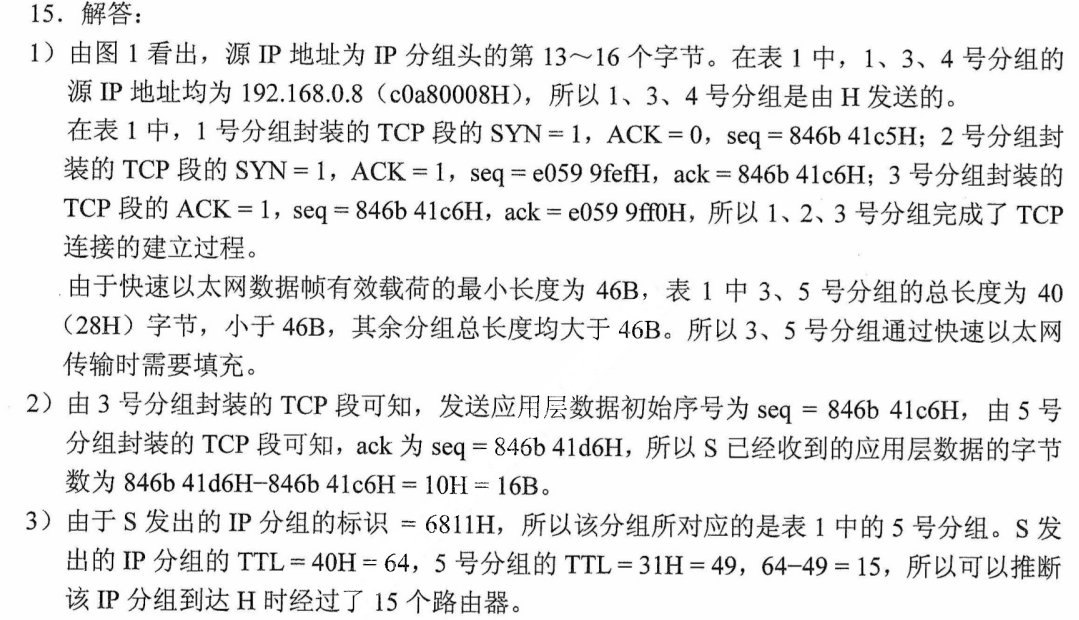 15．解答：
1）由图 1 看出，源 IP 地址为 IP 分组头的第 13～16 个字节。在表 1 中，1、3、4 号分组的
源 IP 地址均为 192.168.0.8（c0a80008H），所以 1、3、4 号分组是由 H 发送的。
在表 1 中，1 号分组封装的 TCP 段的 SYN = 1，ACK = 0，seq = 846b 41c5H；2 号分组封
装的 TCP 段的 SYN = 1，ACK = 1，seq = e059 9fefH，ack = 846b 41c6H；3 号分组封装的
TCP 段的 ACK = 1，seq = 846b 41c6H，ack = e059 9ff0H，所以 1、2、3 号分组完成了 TCP
连接的建立过程。
由于快速以太网数据帧有效载荷的最小长度为 46B，表 1 中 3、5 号分组的总长度为 40
（28H）字节，小于 46B，其余分组总长度均大于 46B。所以 3、5 号分组通过快速以太网
传输时需要填充。
2）由 3 号分组封装的 TCP 段可知，发送应用层数据初始序号为 seq = 846b 41c6H，由 5 号
分组封装的 TCP 段可知，ack 为 seq = 846b 41d6H，所以 S 已经收到的应用层数据的字节
数为 846b 41d6H−846b 41c6H = 10H = 16B。
3）由于 S 发出的 IP 分组的标识 = 6811H，所以该分组所对应的是表 1 中的 5 号分组。S 发
出的 IP 分组的 TTL = 40H = 64，5 号分组的 TTL = 31H = 49，64−49 = 15，所以可以推断
该 IP 分组到达 H 时经过了 15 个路由器。